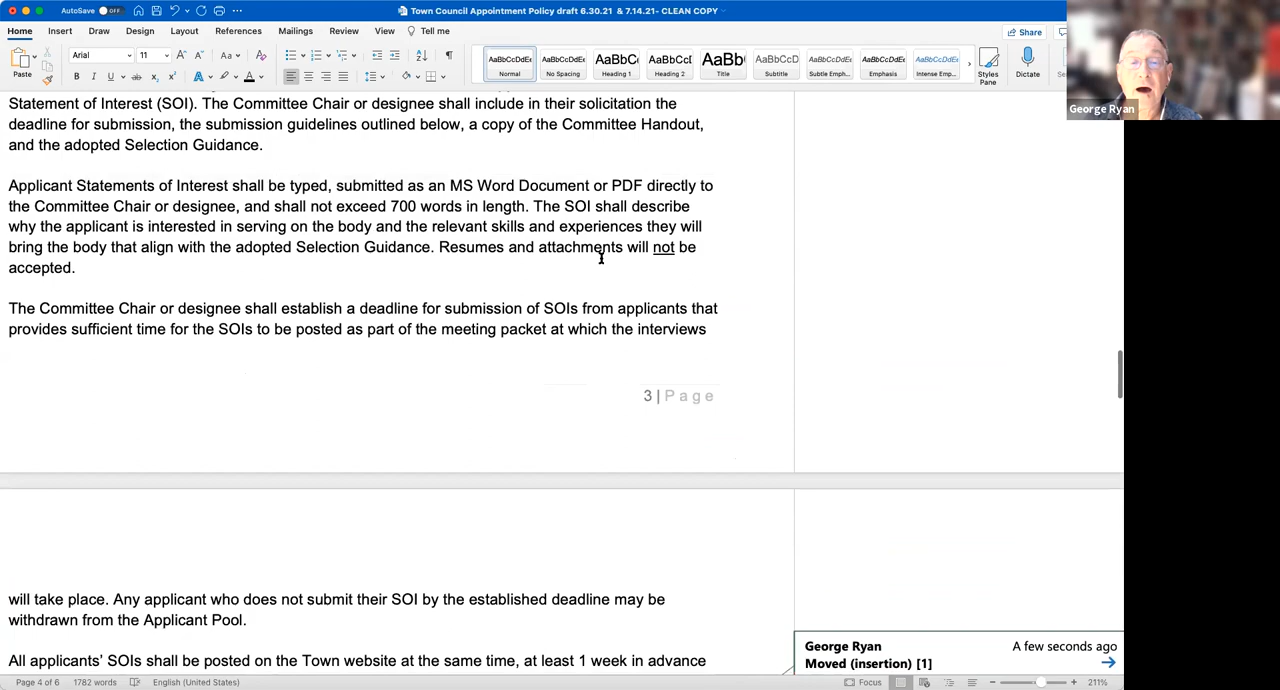 AutoSave OFF
Town Council Appointment Policy draft 6.30.21 & 7.14.21- CLEAN COPY
Home Insert Draw Design Layout References Mailings Review View Tell me
Share
Paste
Arial 11
Aa
B I U ab x₂ x² A A
AaBbCcDdEe AaBbCcDdEe AaBbC AaBbCcD AaBb AaBbCcD AaBbCcDdEe AaBbCcDdEe AaBbCcDdEe
Normal No Spacing Heading 1 Heading 2 Title Subtitle Subtle Emph... Emphasis Intense Emp...
Styles
Pane
Dictate
George Ryan
Statement of Interest (SOI). The Committee Chair or designee shall include in their solicitation the
deadline for submission, the submission guidelines outlined below, a copy of the Committee Handout,
and the adopted Selection Guidance.
Applicant Statements of Interest shall be typed, submitted as an MS Word Document or PDF directly to
the Committee Chair or designee, and shall not exceed 700 words in length. The SOI shall describe
why the applicant is interested in serving on the body and the relevant skills and experiences they will
bring the body that align with the adopted Selection Guidance. Resumes and attachments will not be
accepted.
The Committee Chair or designee shall establish a deadline for submission of SOIs from applicants that
provides sufficient time for the SOIs to be posted as part of the meeting packet at which the interviews
3 | P a g e
will take place. Any applicant who does not submit their SOI by the established deadline may be
withdrawn from the Applicant Pool.
All applicants' SOIs shall be posted on the Town website at the same time, at least 1 week in advance
George Ryan A few seconds ago
Moved (insertion) [1]
Page 4 of 6 1782 words English (United States) Focus 211%